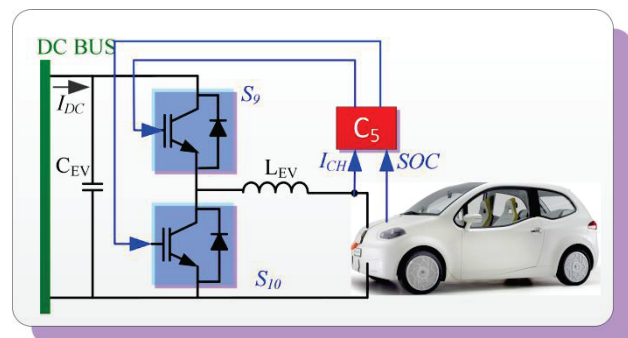 DC BUS
I_DC
S_9
C_5
C_EV
L_EV
I_CH
SOC
S_10